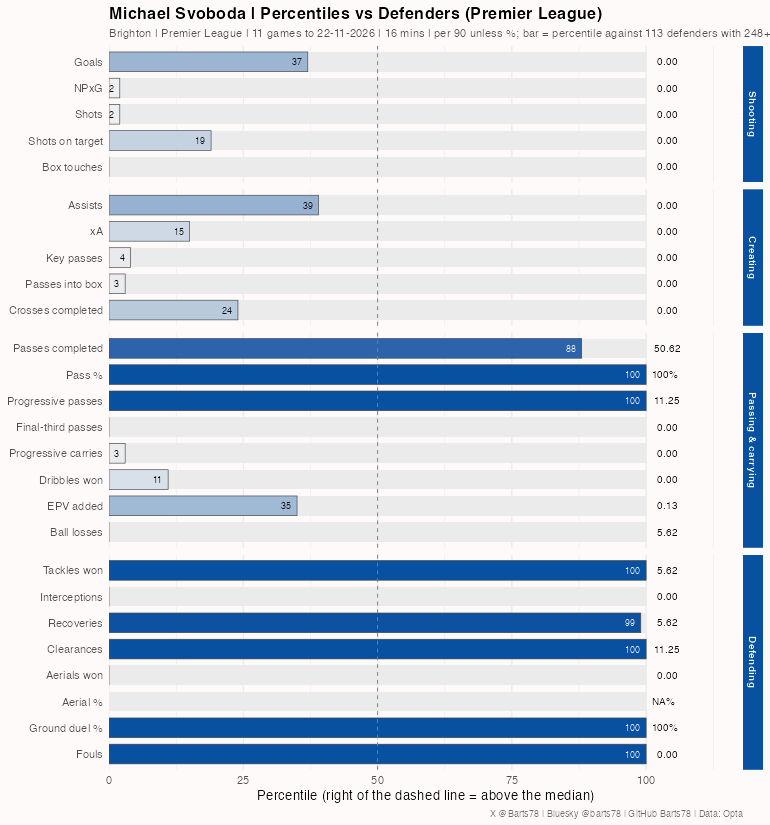 Michael Svoboda | Percentiles vs Defenders (Premier League)
Brighton | Premier League | 11 games to 22-11-2026 | 16 mins | per 90 unless %; bar = percentile against 113 defenders with 248+
Goals 37 0.00
NPxG 2 0.00
Shots 2 0.00
Shots on target 19 0.00
Box touches 0.00
Shooting
Assists 39 0.00
xA 15 0.00
Key passes 4 0.00
Passes into box 3 0.00
Crosses completed 24 0.00
Creating
Passes completed 88 50.62
Pass % 100 100%
Progressive passes 100 11.25
Final-third passes 0.00
Progressive carries 3 0.00
Dribbles won 11 0.00
EPV added 35 0.13
Ball losses 5.62
Passing & carrying
Tackles won 100 5.62
Interceptions 0.00
Recoveries 99 5.62
Clearances 100 11.25
Aerials won 0.00
Aerial % NA%
Ground duel % 100 100%
Fouls 100 0.00
Defending
0 25 50 75 100
Percentile (right of the dashed line = above the median)
X @Barts78 | Bluesky @barts78 | GitHub Barts78 | Data: Opta